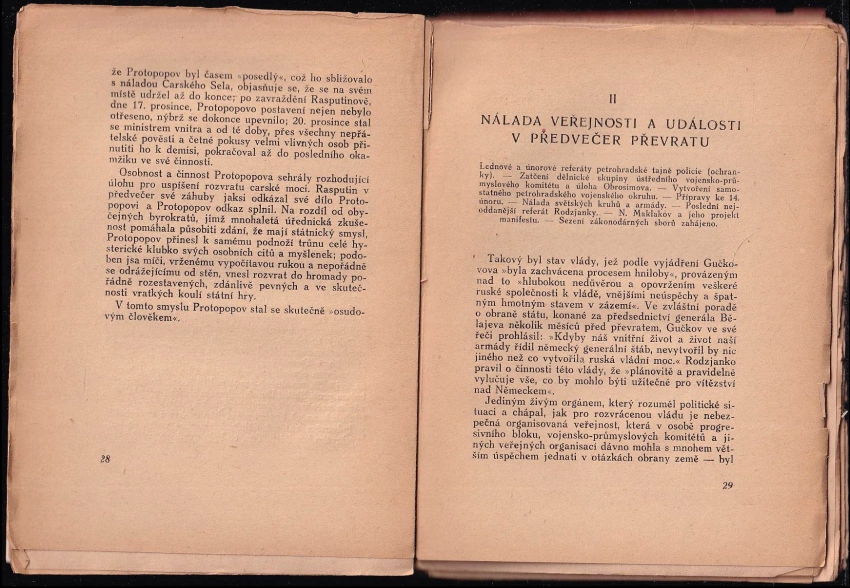 že Protopopov byl časem »posedlý«, což ho sbližovalo
s náladou Carského Sela, objasňuje se, že se na svém
místě udržel až do konce; po zavraždění Rasputinově,
dne 17. prosince, Protopopovo postavení nejen nebylo
otřeseno, nýbrž se dokonce upevnilo; 20. prosince stal
se ministrem vnitra a od té doby, přes všechny nepřá-
telské pověsti a četné pokusy velmi vlivných osob při-
nutiti ho k demisi, pokračoval až do posledního oka-
mžiku ve své činnosti.
Osobnost a činnost Protopopova sehrály rozhodující
úlohu pro uspíšení rozvratu carské moci. Rasputin v
předvečer své záhuby jaksi odkázal své dílo Proto-
popovi a Protopopov odkaz splnil. Na rozdíl od oby-
čejných byrokratů, jimž mnohaletá úřednická zkuše-
nost pomáhala působiti zdání, že mají státnický smysl,
Protopopov přinesl k samému podnoží trůnu celé hy-
sterické klubko svých osobních citů a myšlenek; podo-
ben jsa míči, vrženému vypočítavou rukou a nepořádně
se odrážejícímu od stěn, vnesl rozvrat do hromady po-
řádně rozestavených, zdánlivě pevných a ve skuteč-
nosti vratkých koulí státní hry.
V tomto smyslu Protopopov stal se skutečně »osudo-
vým člověkem«.
28
II
NÁLADA VEŘEJNOSTI A UDÁLOSTI
V PŘEDVEČER PŘEVRATU
Lednové a únorové referáty petrohradské tajné policie (ochran-
ky). — Zatčení dělnické skupiny ústředního vojensko-prů-
myslového komitétu a úloha Obrosimova. — Vytvoření samo-
statného petrohradského vojenského okruhu. — Přípravy ke 14.
únoru. — Nálada světských kruhů a armády. — Poslední nej-
oddanější referát Rodzjanky. — N. Maklakov a jeho projekt
manifestu. — Sezení zákonodárných sborů zahájeno.
Takový byl stav vlády, jež podle vyjádření Gučko-
vova »byla zachvácena procesem hniloby«, provázeným
nad to »hlubokou nedůvěrou a opovržením veškeré
ruské společnosti k vládě, vnějšími neúspěchy a špat-
ným hmotným stavem v zázemí«. Ve zvláštní poradě
o obraně státu, konané za předsednictví generála Bě-
lajeva několik měsíců před převratem, Gučkov ve své
řeči prohlásil: »Kdyby náš vnitřní život a život naší
armády řídil německý generální štáb, nevytvořil by nic
jiného než co vytvořila ruská vládní moc.« Rodzjanko
pravil o činnosti této vlády, že »plánovitě a pravidelně
vylučuje vše, co by mohlo býti užitečné pro vítězství
nad Německem«.
Jediným živým orgánem, který rozuměl politické si-
tuaci a chápal, jak pro rozvrácenou vládu je nebez-
pečná organisovaná veřejnost, která v osobě progre-
sivního bloku, vojensko-průmyslových komitétů a ji-
ných veřejných organisací dávno mohla s mnohem vět-
ším úspěchem jednati v otázkách obrany země — byl
29